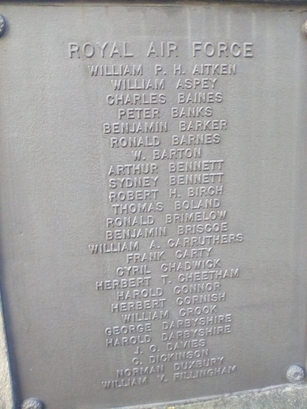 ROYAL AIR FORCE
WILLIAM P. H. AITKEN
WILLIAM ASPEY
CHARLES BAINES
PETER BANKS
BENJAMIN BARKER
RONALD BARNES
W. BARTON
ARTHUR BENNETT
SYDNEY BENNETT
ROBERT H. BIRCH
THOMAS BOLAND
RONALD BRIMELOW
BENJAMIN BRISCOE
WILLIAM A. CARRUTHERS
FRANK CARTY
CYRIL CHADWICK
HERBERT T. CHEETHAM
HAROLD CONNOR
HERBERT CORNISH
WILLIAM CROOK
GEORGE DARBYSHIRE
HAROLD DARBYSHIRE
J. O. DAVIES
C. DICKINSON
NORMAN DUXBURY
WILLIAM V. FILLINGHAM